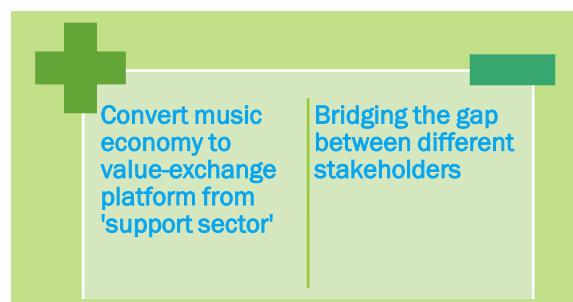 Convert music
economy to
value-exchange
platform from
'support sector'
Bridging the gap
between different
stakeholders